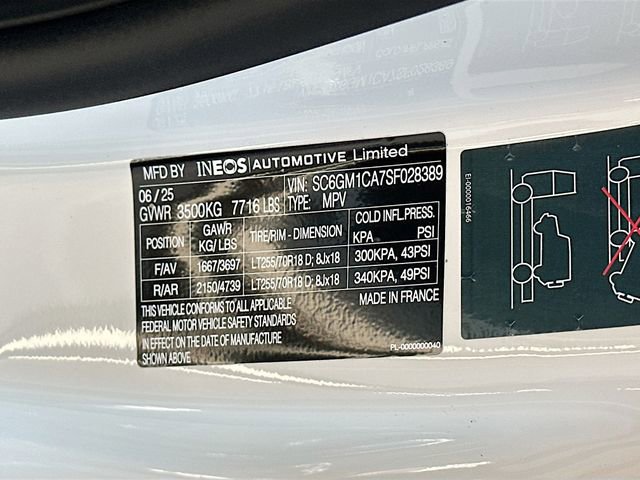 MFD BY INEOS AUTOMOTIVE Limited
06 / 25 VIN: SC6GM1CA7SF028389
GVWR 3500KG 7716 LBS TYPE: MPV
POSITION GAWR KG/LBS TIRE/RIM - DIMENSION COLD INFL.PRESS. KPA PSI
F/AV 1667/3697 LT255/70R18 D; 8Jx18 300KPA, 43PSI
R/AR 2150/4739 LT255/70R18 D; 8Jx18 340KPA, 49PSI
THIS VEHICLE CONFORMS TO ALL APPLICABLE MADE IN FRANCE
FEDERAL MOTOR VEHICLE SAFETY STANDARDS
IN EFFECT ON THE DATE OF MANUFACTURE
SHOWN ABOVE PL-0000000040
EI-0000016466